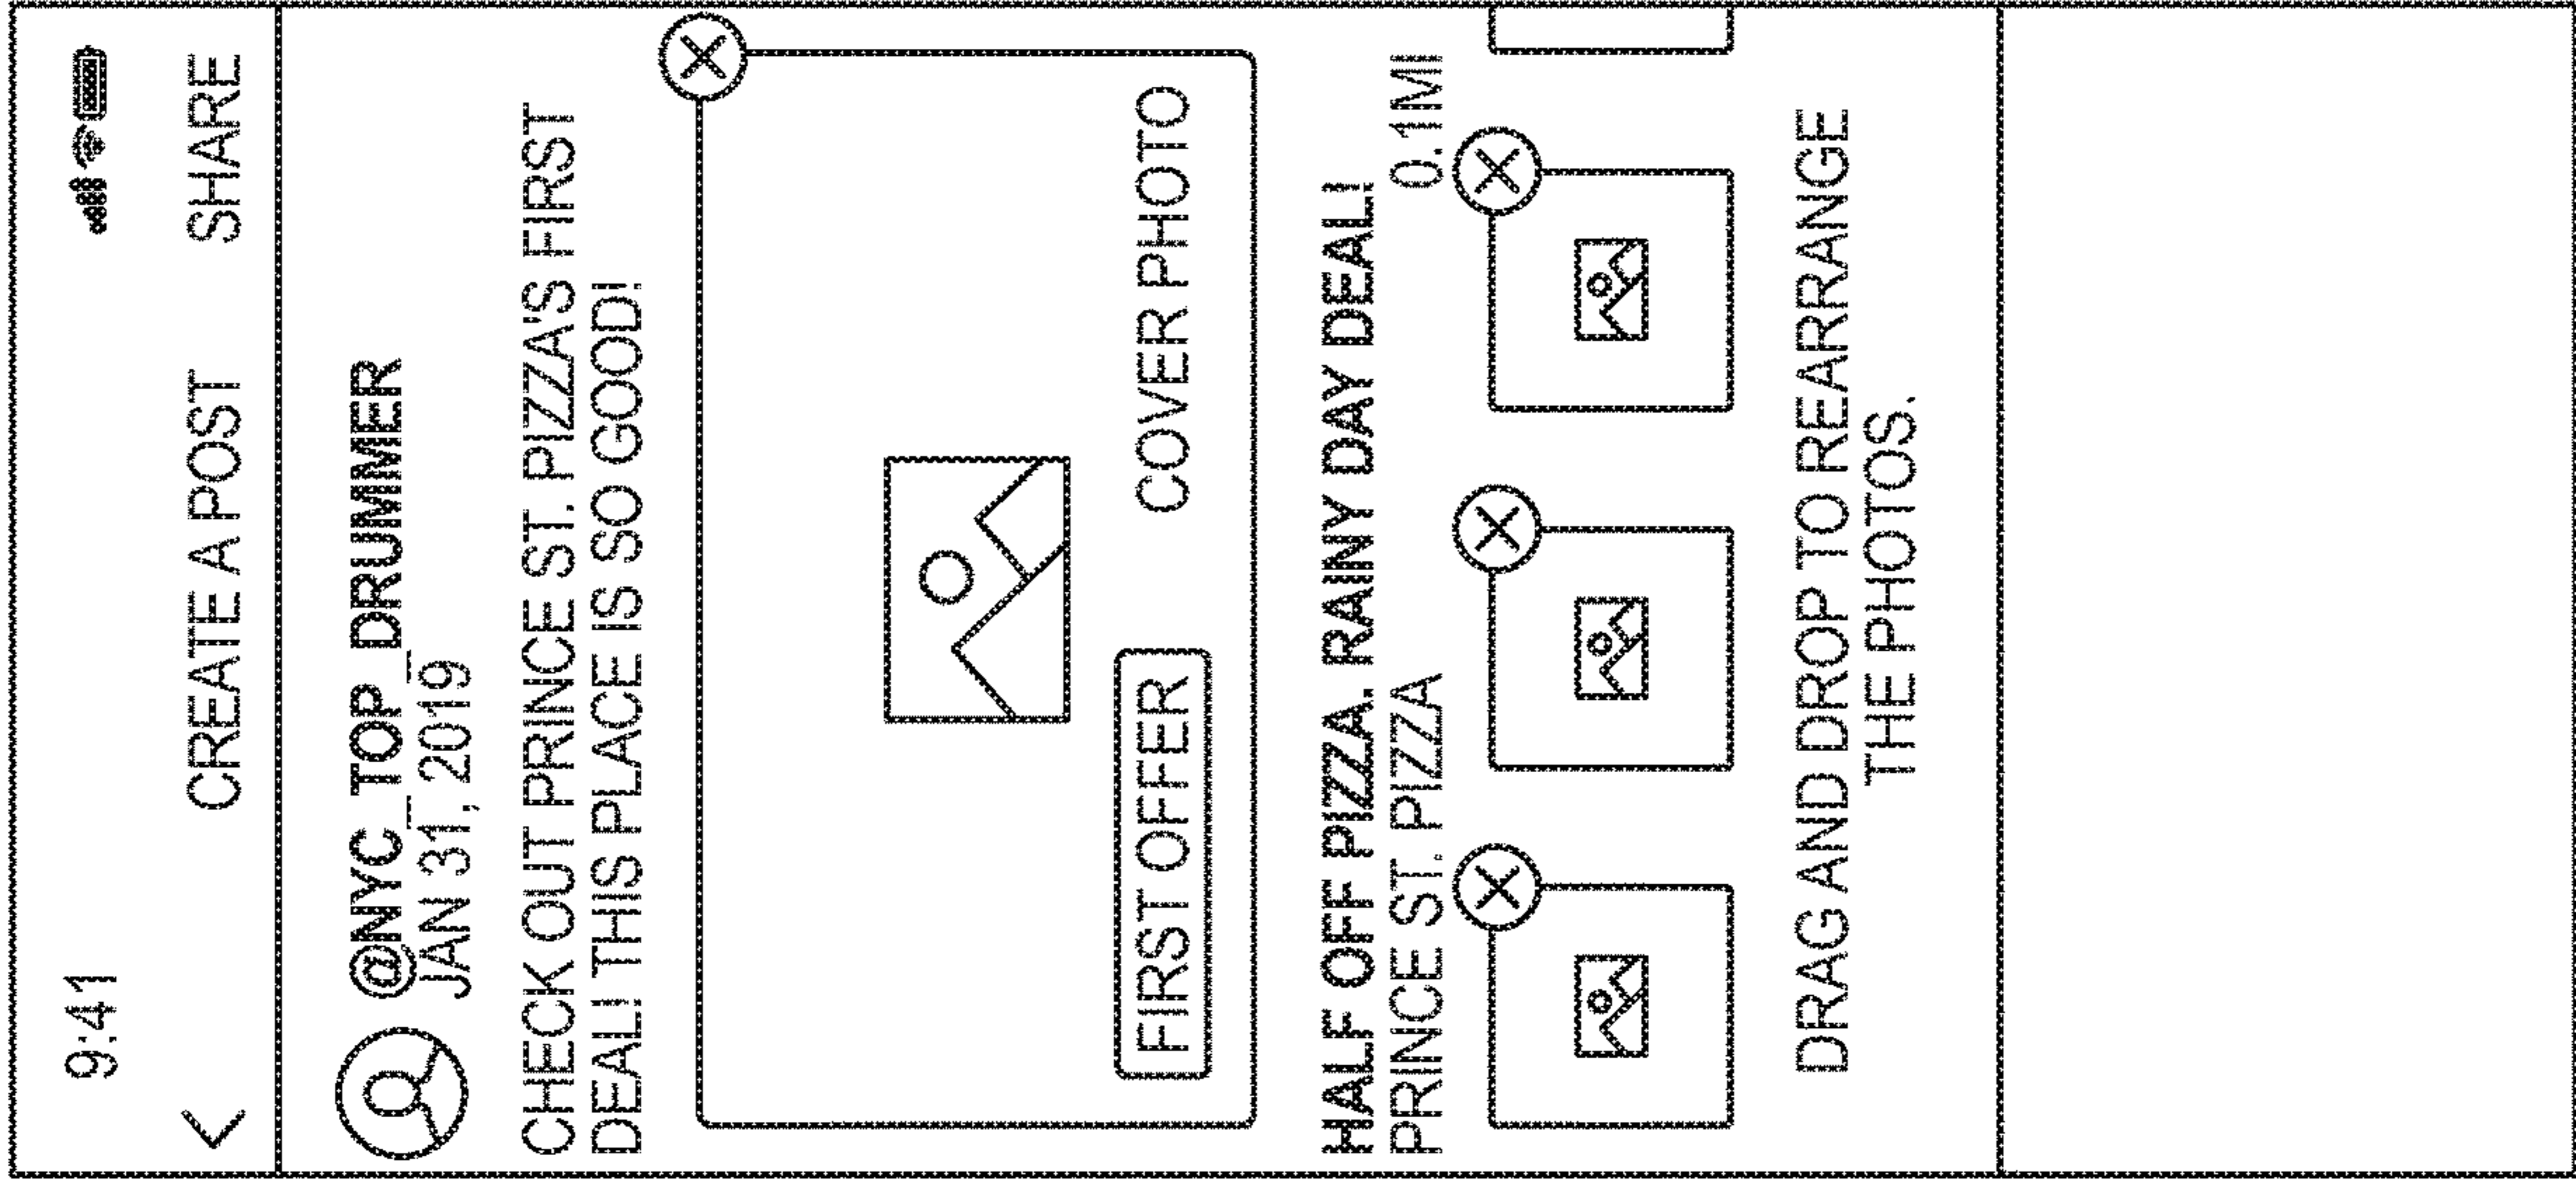 9:41
CREATE A POST SHARE
@NYC_TOP_DRUMMER
JAN 31, 2019
CHECK OUT PRINCE ST. PIZZA'S FIRST
DEAL! THIS PLACE IS SO GOOD!
FIRST OFFER COVER PHOTO
HALF OFF PIZZA. RAINY DAY DEAL!
PRINCE ST. PIZZA 0.1MI
DRAG AND DROP TO REARRANGE
THE PHOTOS.